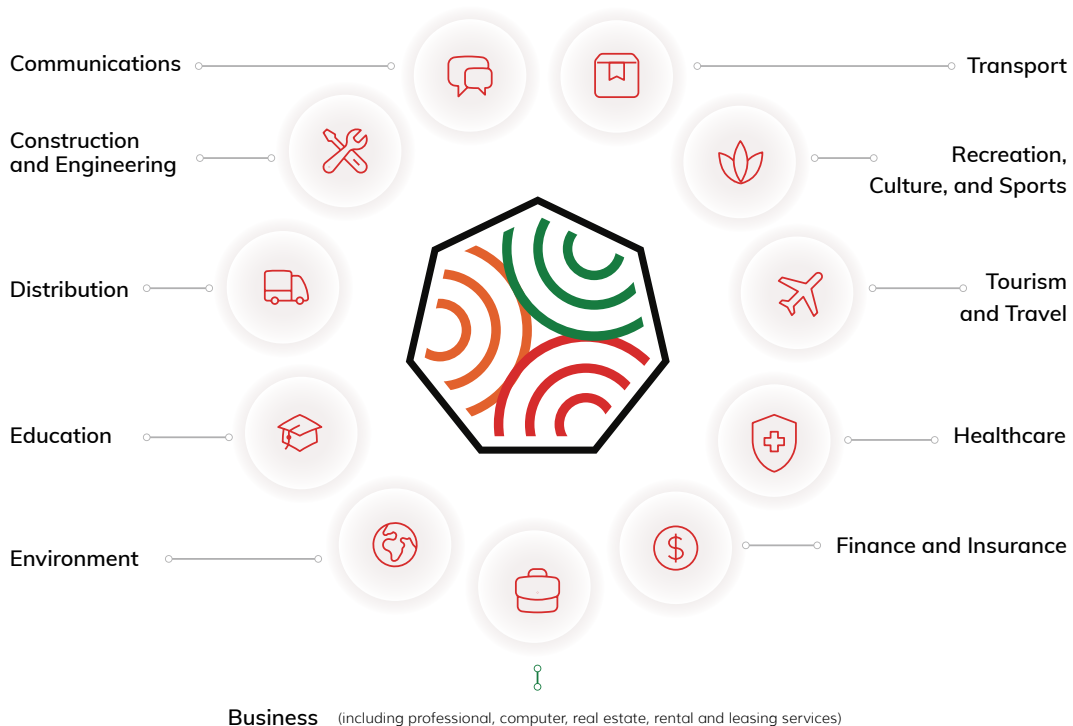 Communications
Transport
Construction
and Engineering
Recreation,
Culture, and Sports
Distribution
Tourism
and Travel
Education
Healthcare
Environment
Finance and Insurance
Business (including professional, computer, real estate, rental and leasing services)